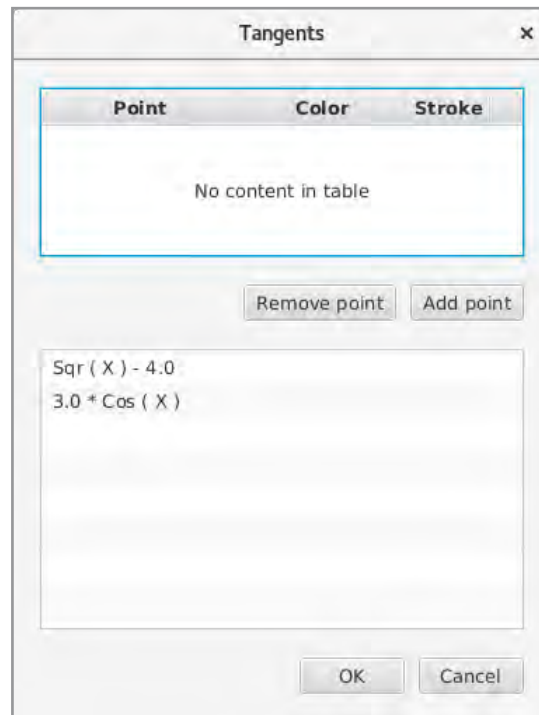 Tangents ×
Point Color Stroke
No content in table
Remove point Add point
Sqr ( X ) - 4.0
3.0 * Cos ( X )
OK Cancel